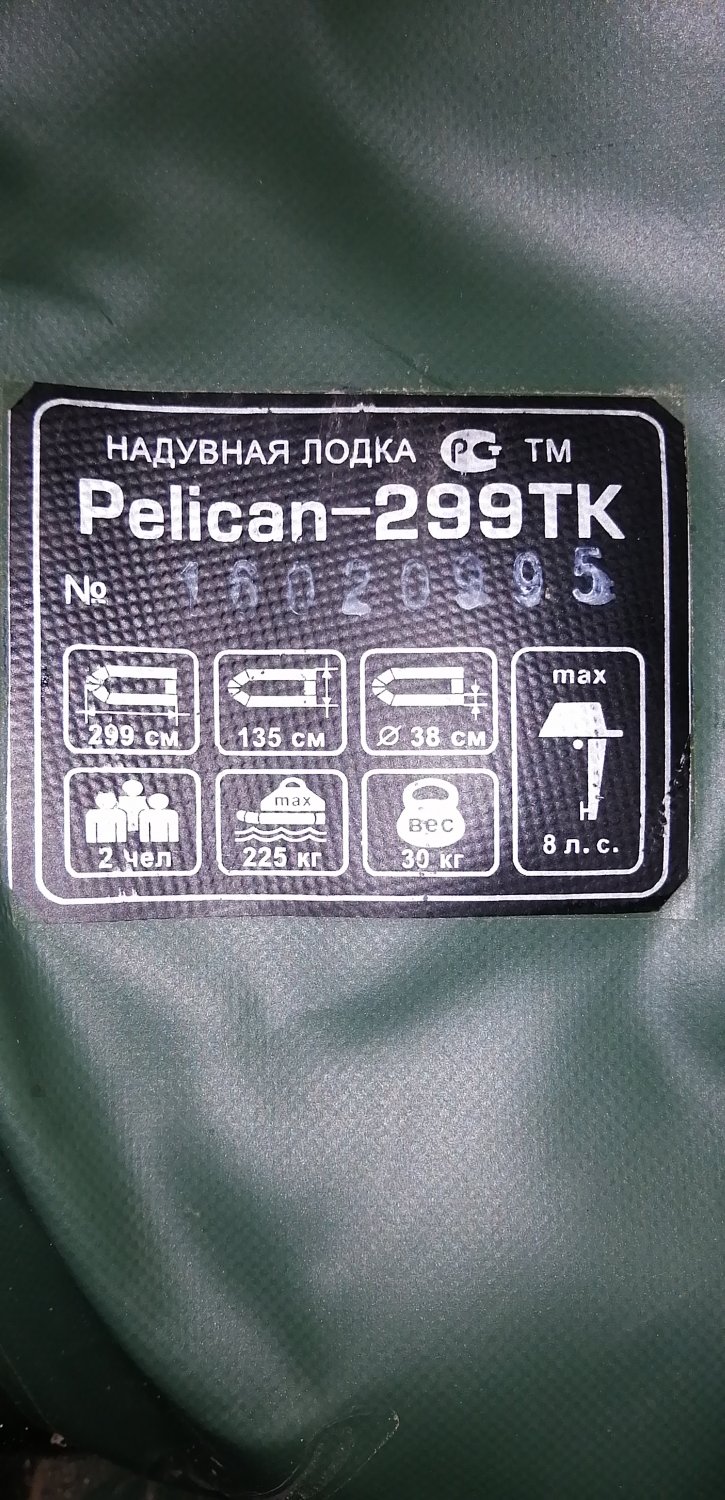 НАДУВНАЯ ЛОДКА РСТ ТМ
Pelican-299TK
№ 16020995
299 см 135 см Ø 38 см max
max вес
2 чел 225 кг 30 кг 8 л. с.